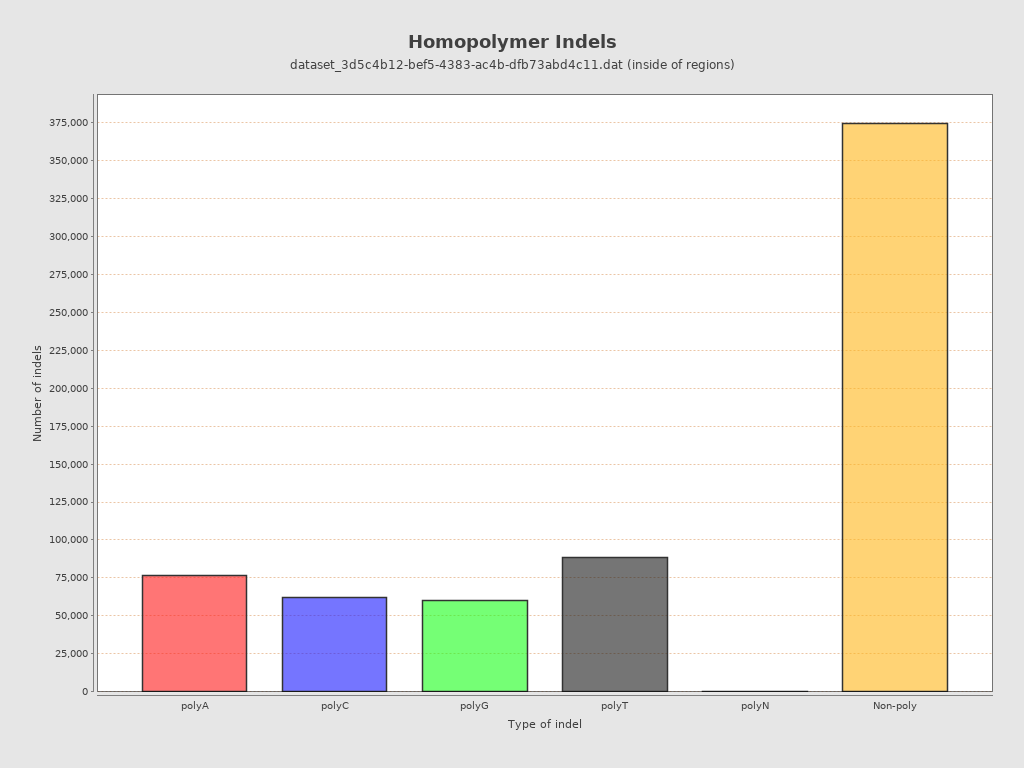 Homopolymer Indels
dataset_3d5c4b12-bef5-4383-ac4b-dfb73abd4c11.dat (inside of regions)
Number of indels
375,000
350,000
325,000
300,000
275,000
250,000
225,000
200,000
175,000
150,000
125,000
100,000
75,000
50,000
25,000
0
polyA
polyC
polyG
polyT
polyN
Non-poly
Type of indel